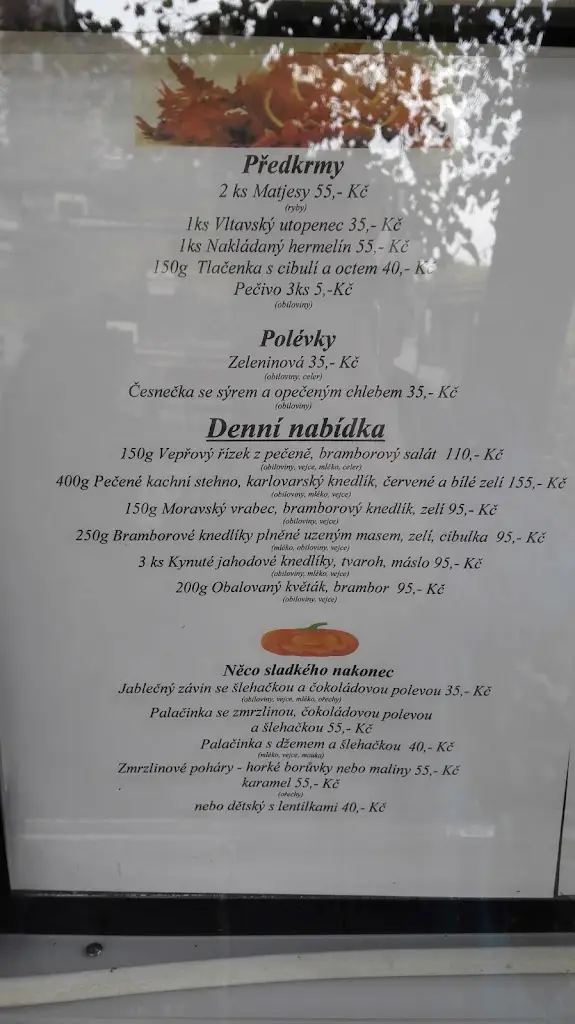 Předkrmy
2 ks Matjesy 55,- Kč
(ryby)
1ks Vltavský utopenec 35,- Kč
1ks Nakládaný hermelín 55,- Kč
150g Tlačenka s cibulí a octem 40,- Kč
Pečivo 3ks 5,-Kč
(obiloviny)
Polévky
Zeleninová 35,- Kč
(obiloviny, celer)
Česnečka se sýrem a opečeným chlebem 35,- Kč
(obiloviny)
Denní nabídka
150g Vepřový řízek z pečeně, bramborový salát 110,- Kč
(obiloviny, vejce, mléko, celer)
400g Pečené kachní stehno, karlovarský knedlík, červené a bílé zelí 155,- Kč
(obiloviny, mléko, vejce)
150g Moravský vrabec, bramborový knedlík, zelí 95,- Kč
(obiloviny, vejce)
250g Bramborové knedlíky plněné uzeným masem, zelí, cibulka 95,- Kč
(mléko, obiloviny, vejce)
3 ks Kynuté jahodové knedlíky, tvaroh, máslo 95,- Kč
(obiloviny, mléko, vejce)
200g Obalovaný květák, brambor 95,- Kč
(obiloviny, vejce)
Něco sladkého nakonec
Jablečný závin se šlehačkou a čokoládovou polevou 35,- Kč
(obiloviny, vejce, mléko, ořechy)
Palačinka se zmrzlinou, čokoládovou polevou
a šlehačkou 55,- Kč
Palačinka s džemem a šlehačkou 40,- Kč
(mléko, vejce, mouka)
Zmrzlinové poháry - horké borůvky nebo maliny 55,- Kč
karamel 55,- Kč
(ořechy)
nebo dětský s lentilkami 40,- Kč